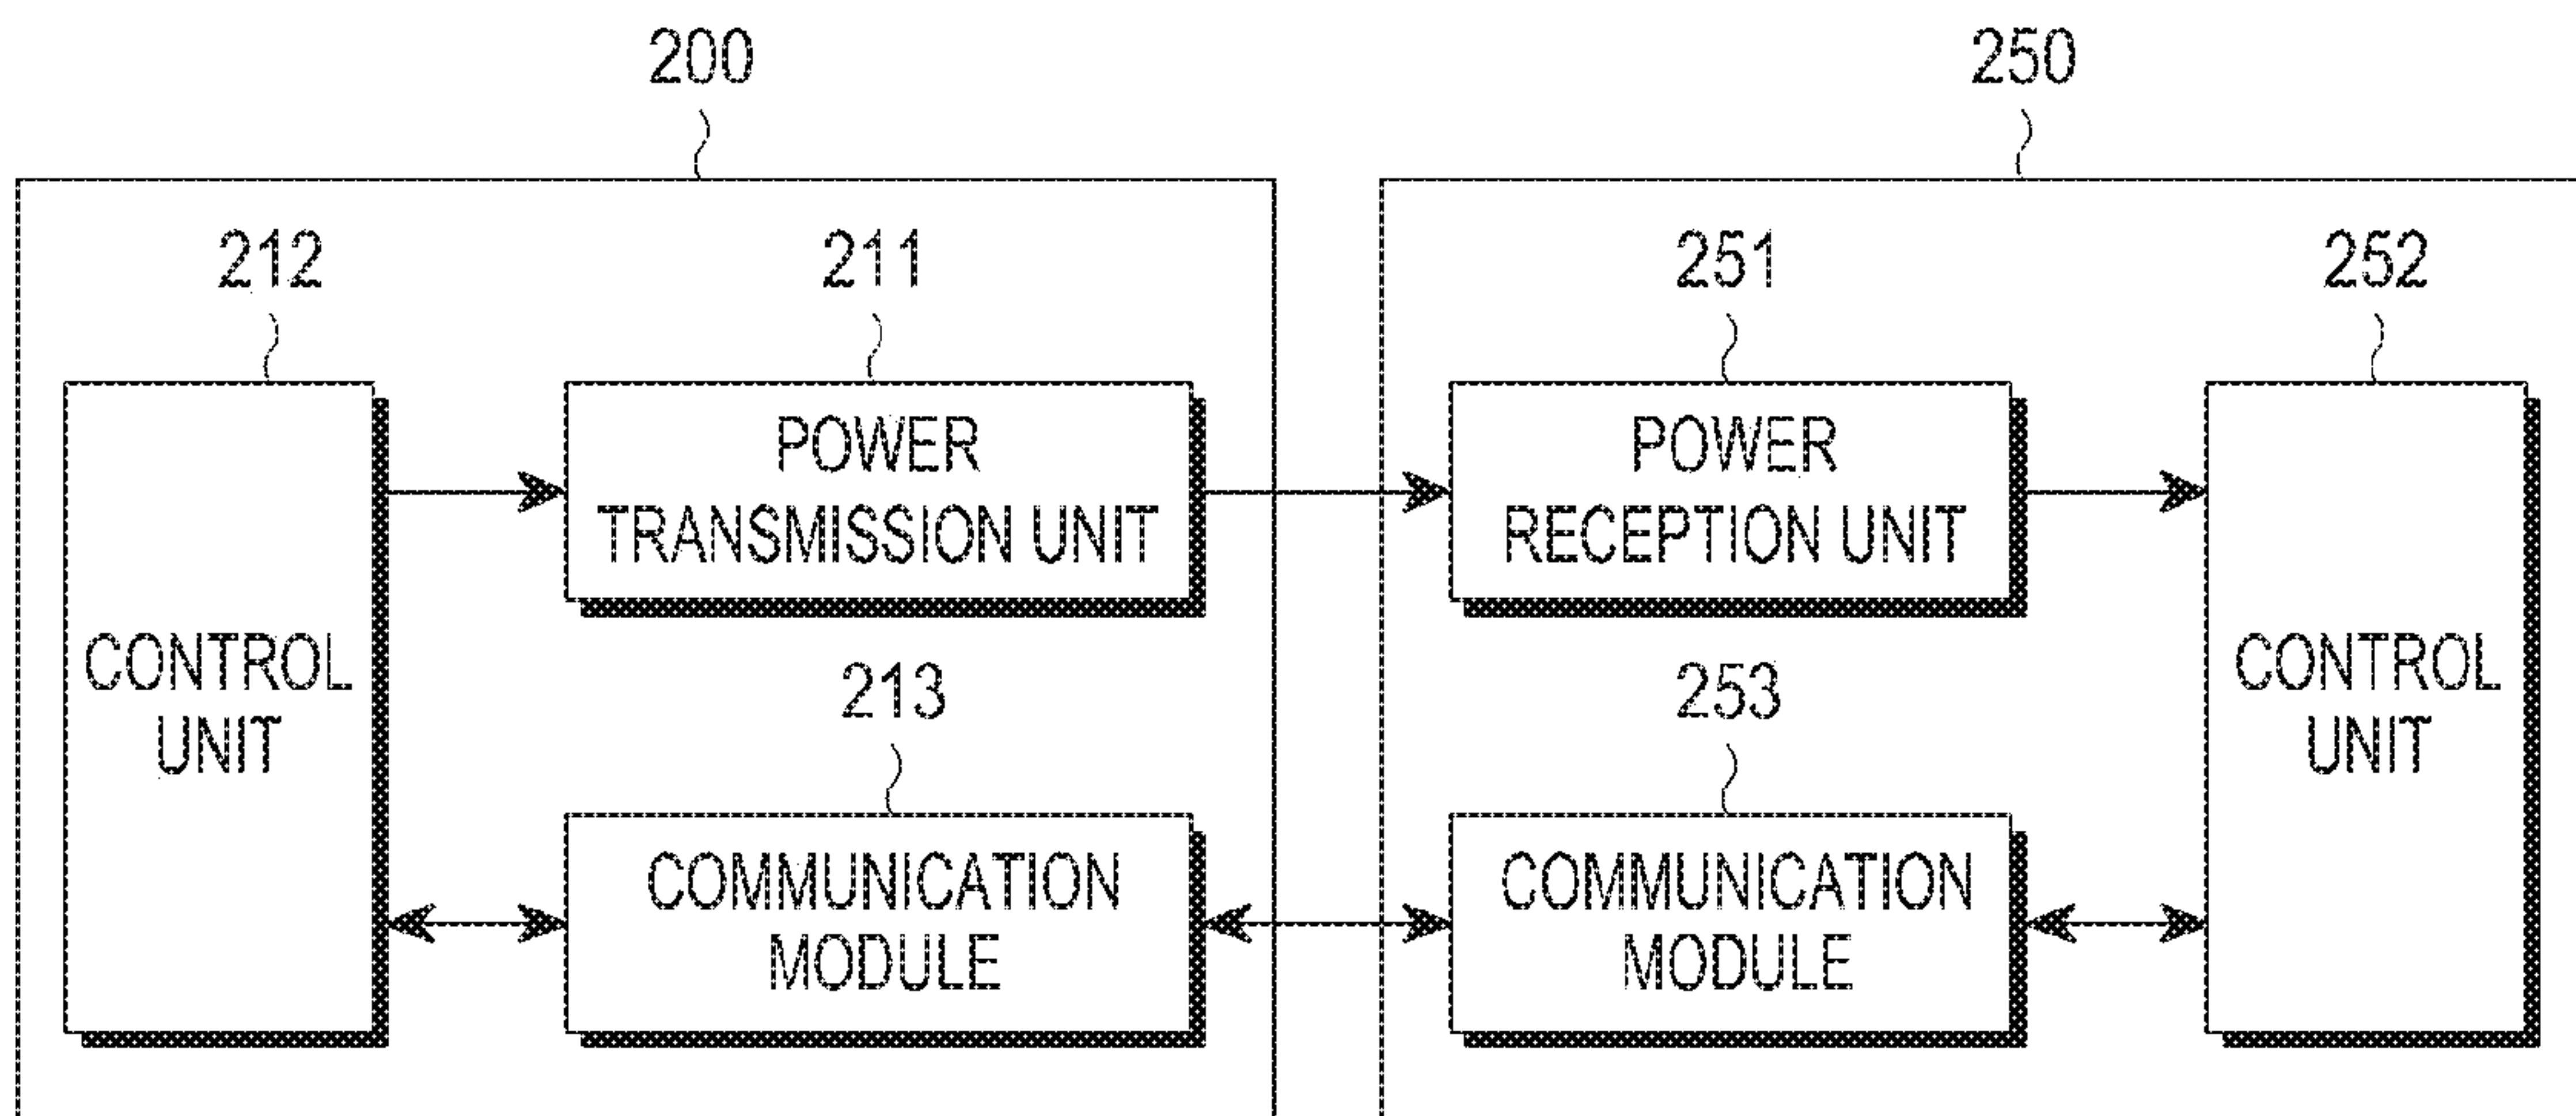 200
250
212
211
251
252
POWER
TRANSMISSION UNIT
POWER
RECEPTION UNIT
CONTROL
UNIT
213
253
CONTROL
UNIT
COMMUNICATION
MODULE
COMMUNICATION
MODULE